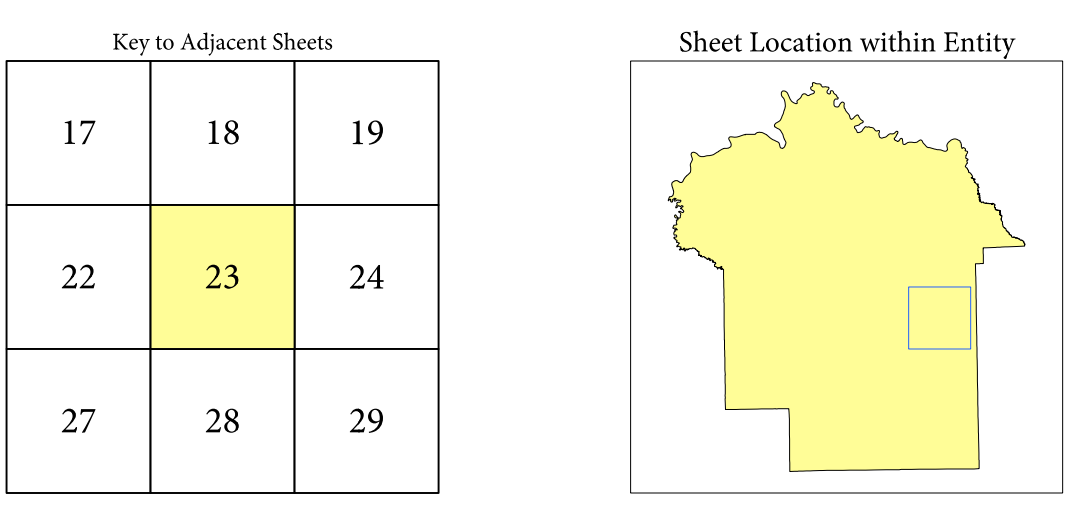 Key to Adjacent Sheets
17 18 19
22 23 24
27 28 29
Sheet Location within Entity